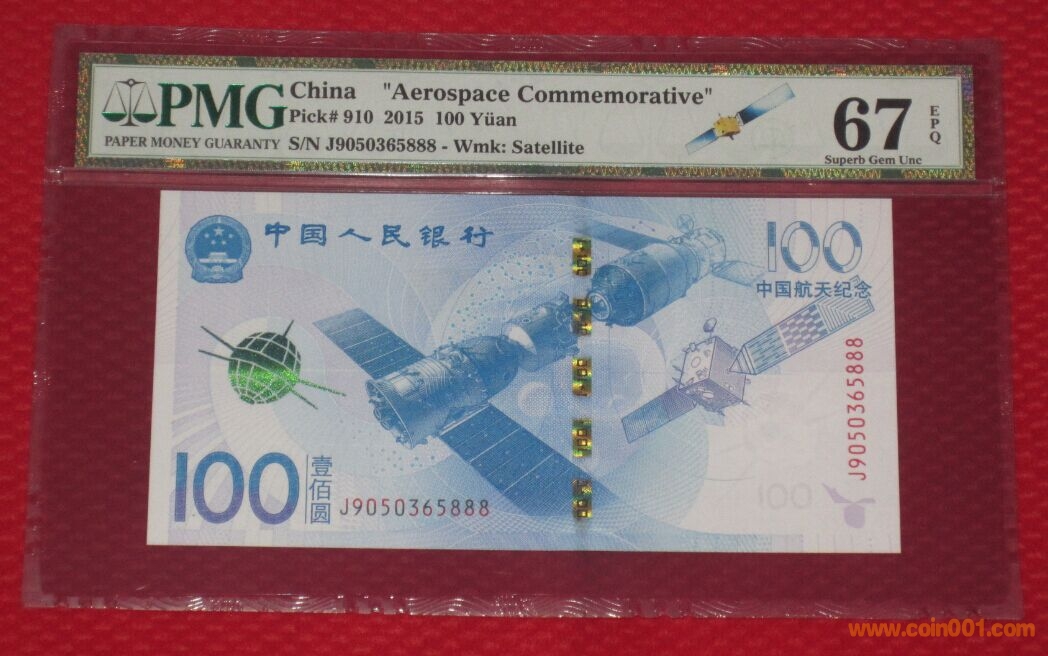 PMG
PAPER MONEY GUARANTY
China "Aerospace Commemorative"
Pick# 910 2015 100 Yüan
S/N J9050365888 - Wmk: Satellite
67
EPQ
Superb Gem Unc
中国人民银行
100
中国航天纪念
J9050365888
100
壹佰圆
J9050365888
100
www.coin001.com